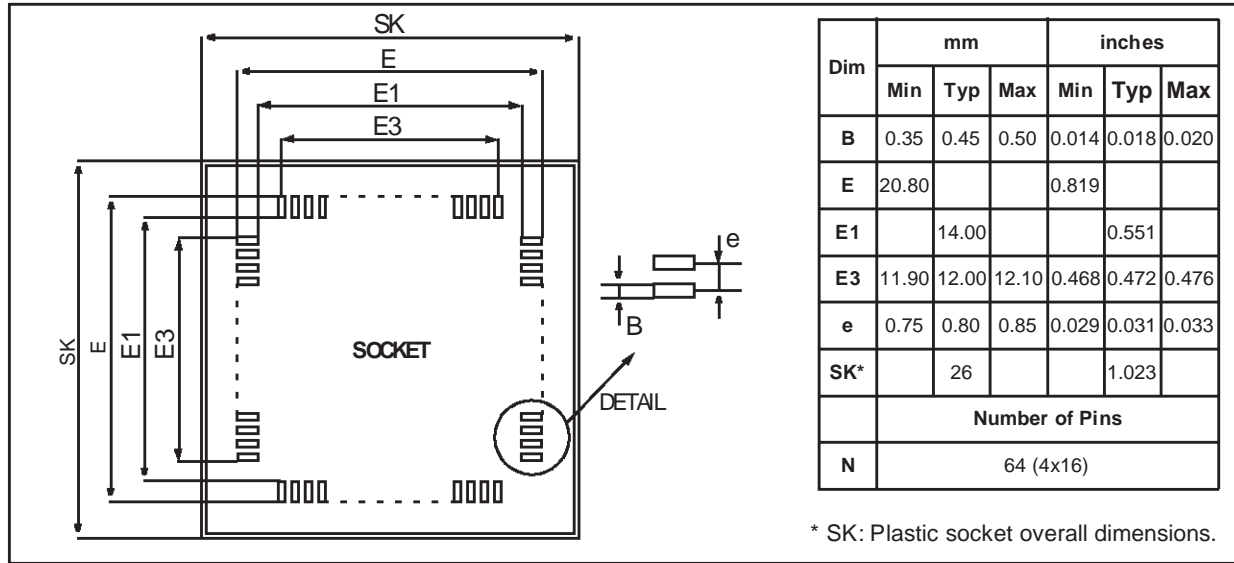 SK
E
E1
E3
SK
E
E1
E3
SOCKET
e
B
DETAIL
Dim mm inches
Min Typ Max Min Typ Max
B 0.35 0.45 0.50 0.014 0.018 0.020
E 20.80 0.819
E1 14.00 0.551
E3 11.90 12.00 12.10 0.468 0.472 0.476
e 0.75 0.80 0.85 0.029 0.031 0.033
SK* 26 1.023
Number of Pins
N 64 (4x16)
* SK: Plastic socket overall dimensions.